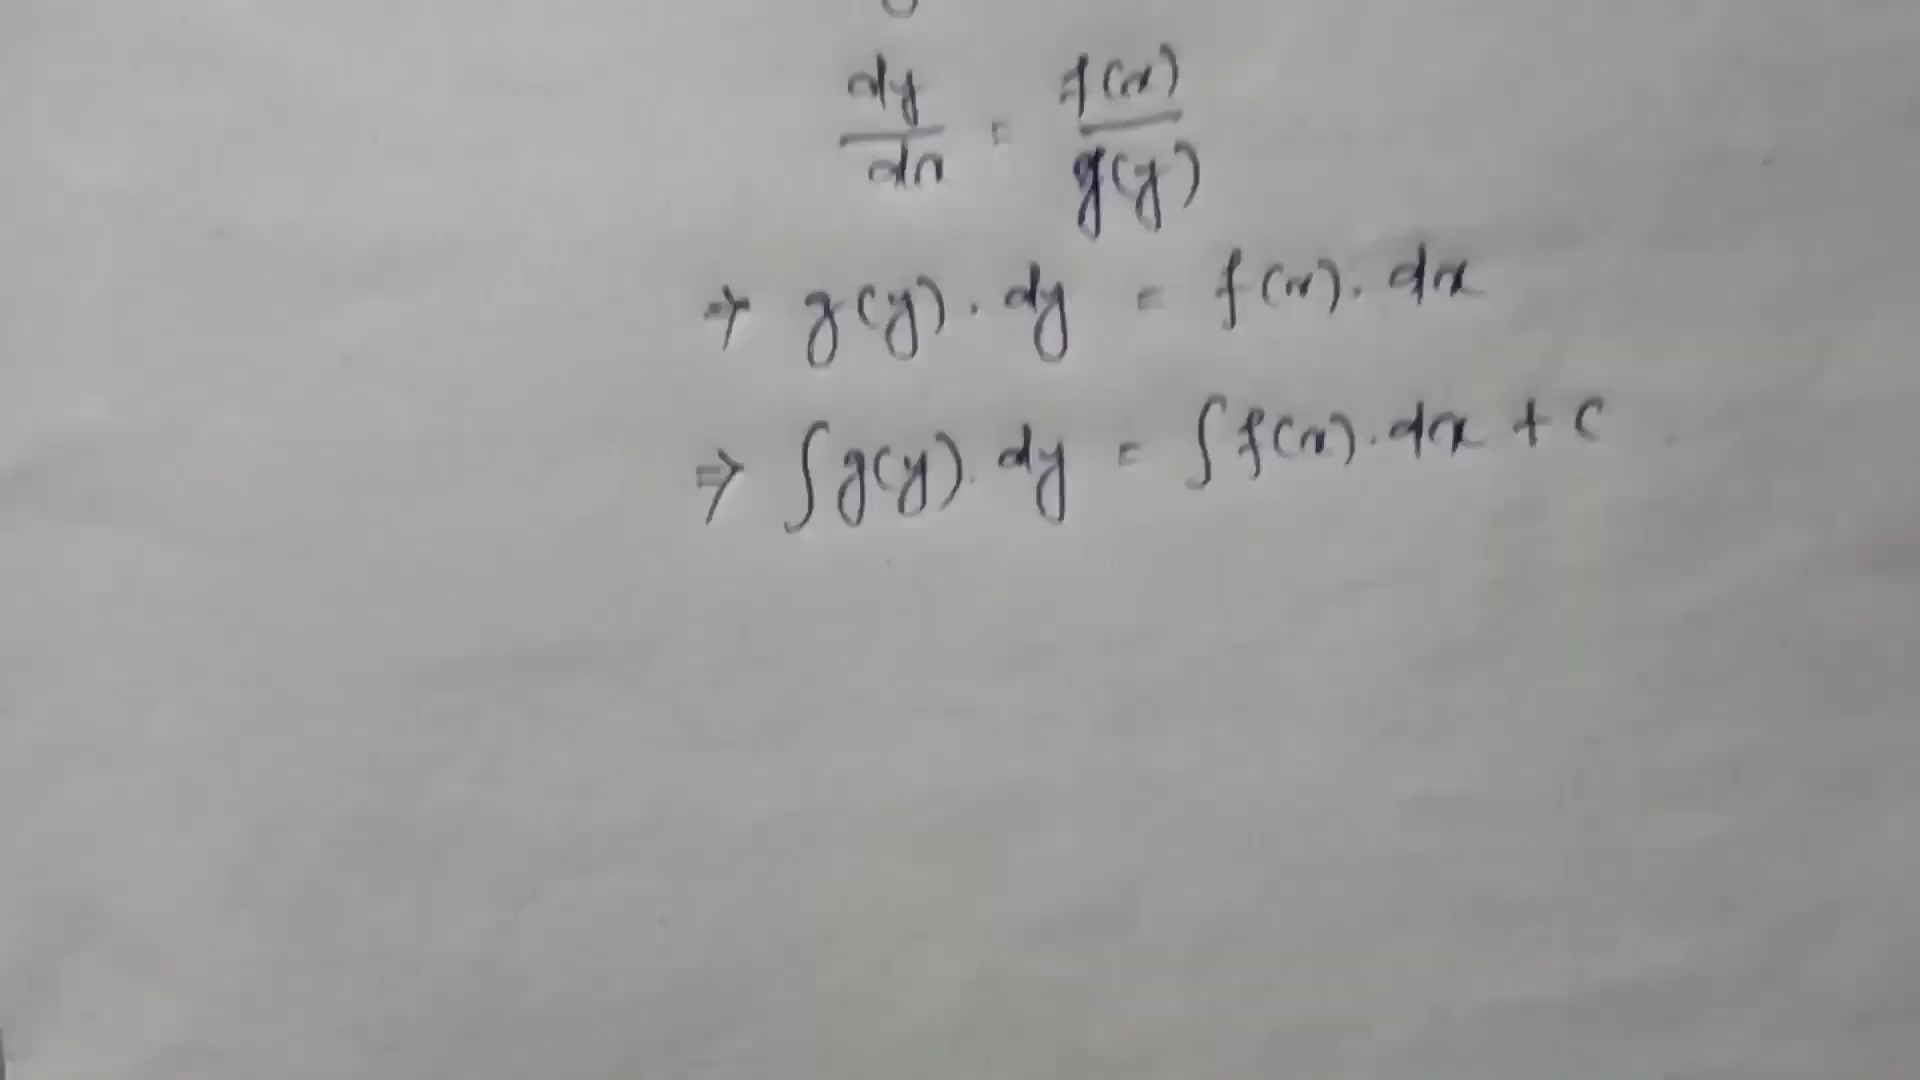 dy/dx = f(x)/g(y)
⇒ g(y) . dy = f(x) . dx
⇒ ∫ g(y) . dy = ∫ f(x) . dx + c